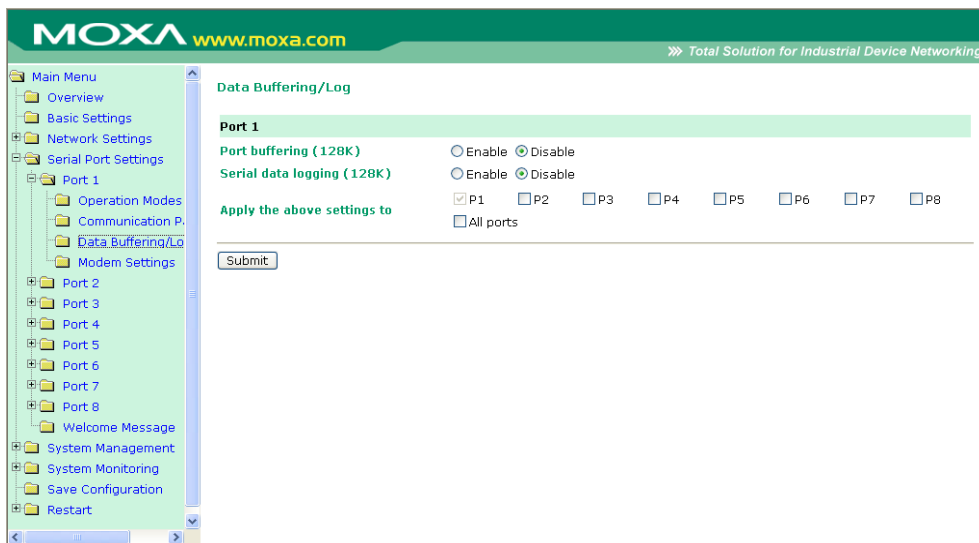 MOXA www.moxa.com
Total Solution for Industrial Device Networking
Main Menu
Overview
Basic Settings
Network Settings
Serial Port Settings
Port 1
Operation Modes
Communication Pa
Data Buffering/Lo
Modem Settings
Port 2
Port 3
Port 4
Port 5
Port 6
Port 7
Port 8
Welcome Message
System Management
System Monitoring
Save Configuration
Restart
Data Buffering/Log
Port 1
Port buffering (128K) Enable Disable
Serial data logging (128K) Enable Disable
Apply the above settings to P1 P2 P3 P4 P5 P6 P7 P8
All ports
Submit